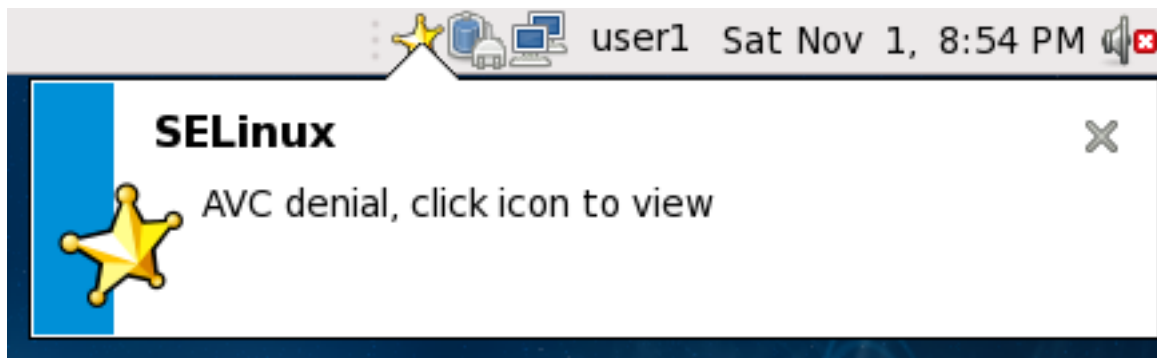 user1 Sat Nov 1, 8:54 PM
SELinux
AVC denial, click icon to view